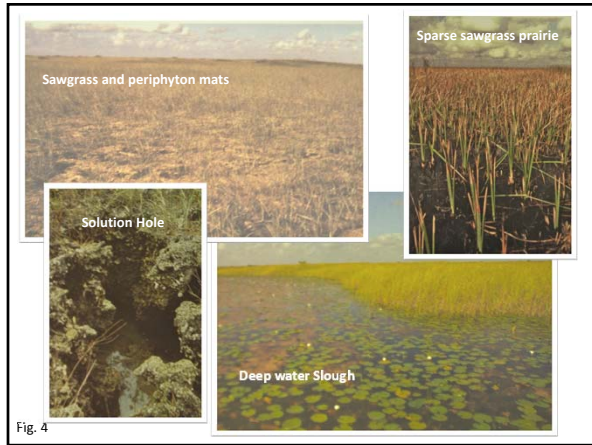 Sawgrass and periphyton mats
Sparse sawgrass prairie
Solution Hole
Deep water Slough
Fig. 4